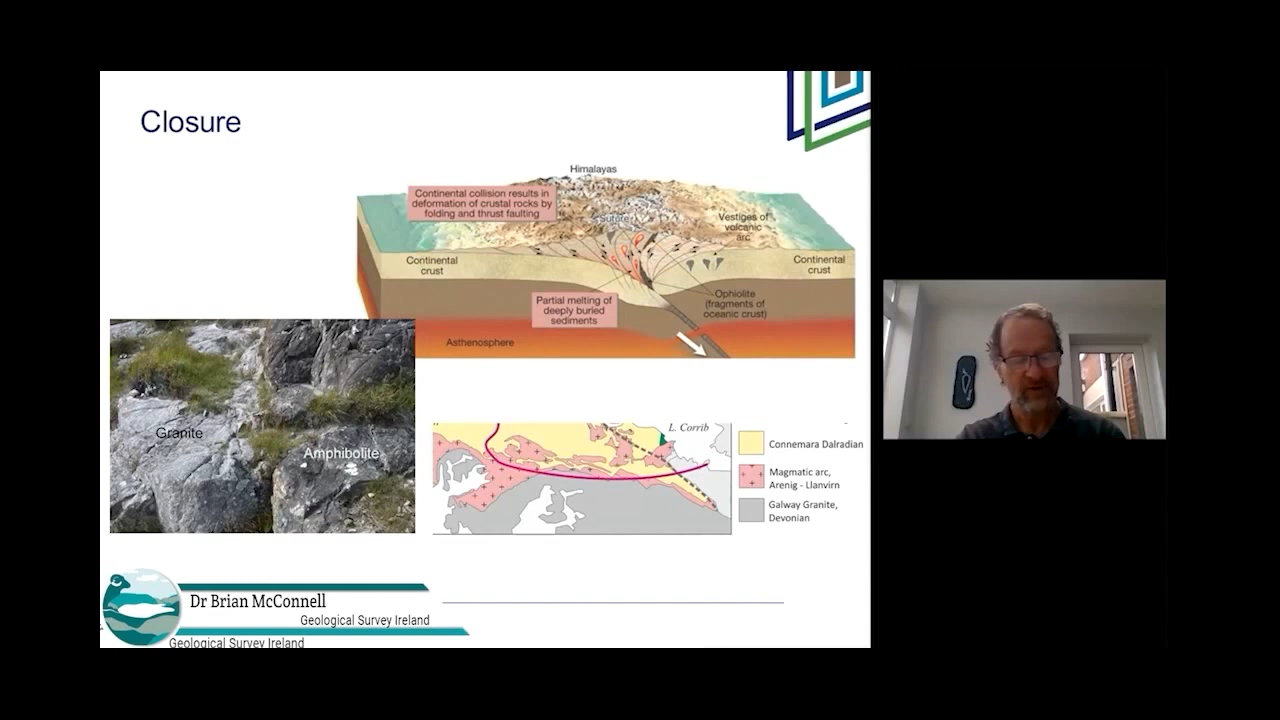 Closure
Himalayas
Continental collision results in
deformation of crustal rocks by
folding and thrust faulting
Suture
Vestiges of
volcanic
arc
Continental
crust
Continental
crust
Partial melting of
deeply buried
sediments
Ophiolite
(fragments of
oceanic crust)
Asthenosphere
Granite
Amphibolite
L. Corrib
Connemara Dalradian
Magmatic arc,
Arenig - Llanvirn
Galway Granite,
Devonian
Dr Brian McConnell
Geological Survey Ireland
Geological Survey Ireland